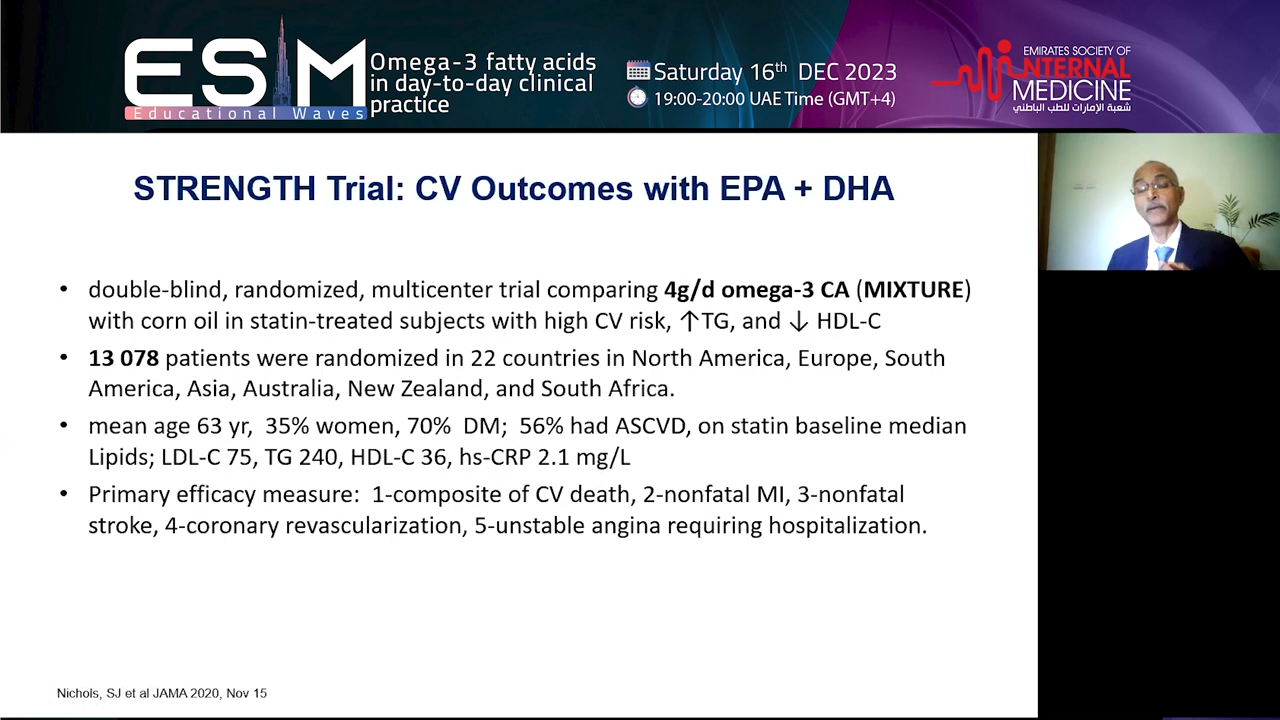 ESIM
Educational Waves
Omega-3 fatty acids
in day-to-day clinical
practice
Saturday 16th DEC 2023
19:00-20:00 UAE Time (GMT+4)
EMIRATES SOCIETY OF
INTERNAL
MEDICINE
شعبة الإمارات للطب الباطني
STRENGTH Trial: CV Outcomes with EPA + DHA
• double-blind, randomized, multicenter trial comparing 4g/d omega-3 CA (MIXTURE)
with corn oil in statin-treated subjects with high CV risk, ↑TG, and ↓ HDL-C
• 13 078 patients were randomized in 22 countries in North America, Europe, South
America, Asia, Australia, New Zealand, and South Africa.
• mean age 63 yr, 35% women, 70% DM; 56% had ASCVD, on statin baseline median
Lipids; LDL-C 75, TG 240, HDL-C 36, hs-CRP 2.1 mg/L
• Primary efficacy measure: 1-composite of CV death, 2-nonfatal MI, 3-nonfatal
stroke, 4-coronary revascularization, 5-unstable angina requiring hospitalization.
Nichols, SJ et al JAMA 2020, Nov 15